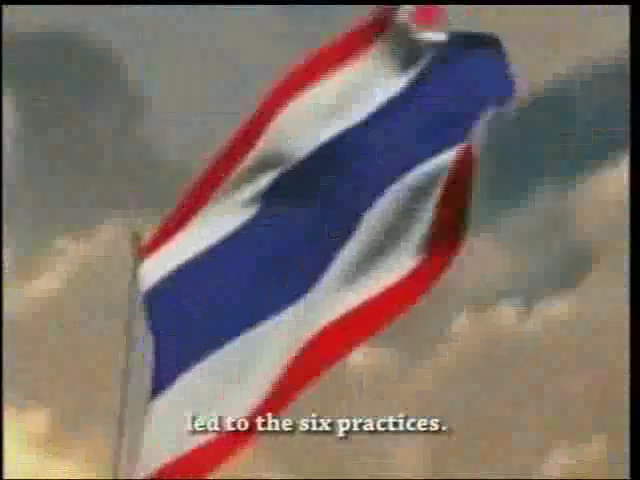 led to the six practices.